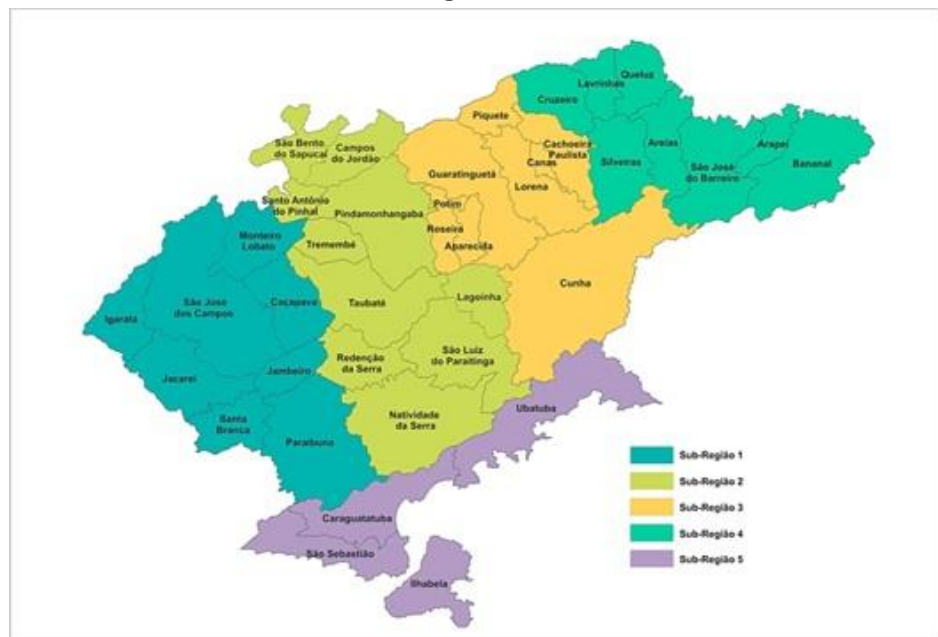 Queluz
Lavrinhas
Cruzeiro
Piquete
São Bento
do Sapucaí
Campos
do Jordão
Cachoeira
Paulista
Canas
Areias
Arapeí
Silveiras
São José
do Barreiro
Bananal
Guaratinguetá
Lorena
Santo Antônio
do Pinhal
Pindamonhangaba
Potim
Roseira
Aparecida
Monteiro
Lobato
Tremembé
Cunha
Lagoinha
Igaratá
São José
dos Campos
Caçapava
Taubaté
Redenção
da Serra
São Luiz
do Paraitinga
Jacareí
Jambeiro
Santa
Branca
Natividade
da Serra
Ubatuba
Paraibuna
Sub-Região 1
Sub-Região 2
Sub-Região 3
Sub-Região 4
Sub-Região 5
Caraguatatuba
São Sebastião
Ilhabela